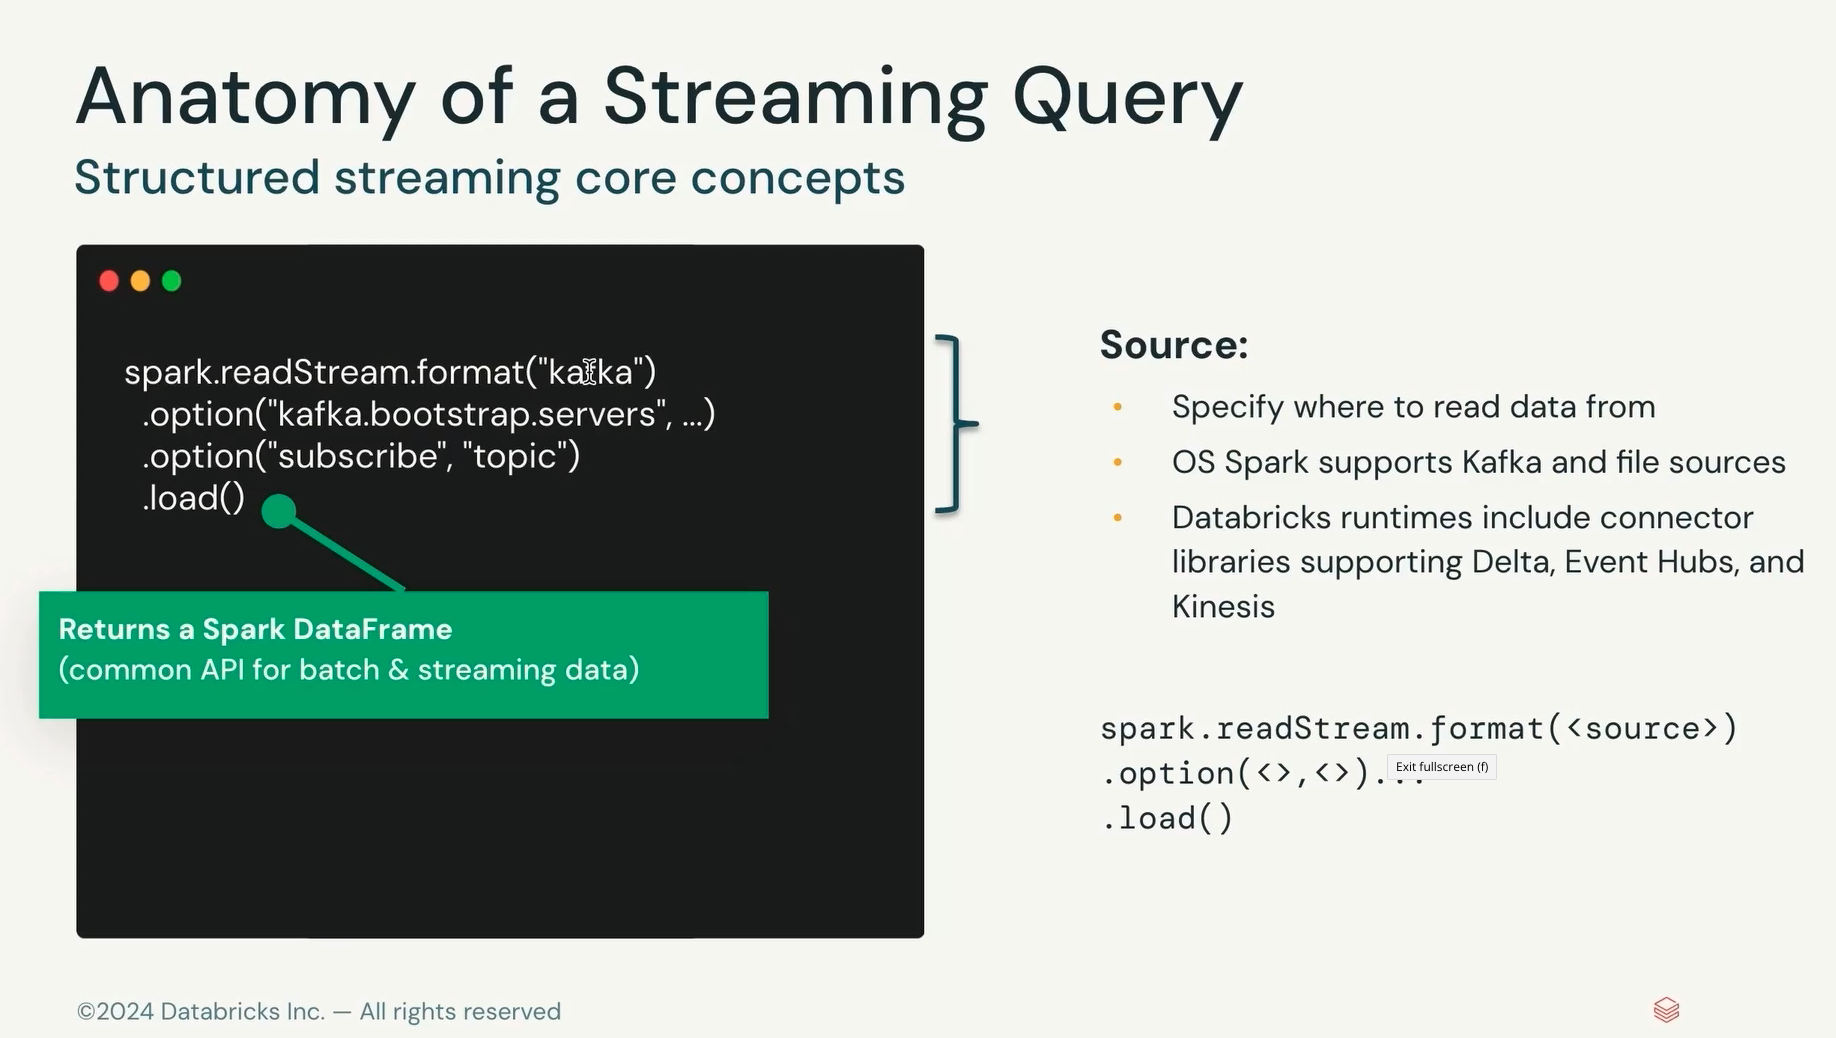 Anatomy of a Streaming Query
Structured streaming core concepts
spark.readStream.format("kafka")
.option("kafka.bootstrap.servers", ...)
.option("subscribe", "topic")
.load()
Returns a Spark DataFrame
(common API for batch & streaming data)
Source:
• Specify where to read data from
• OS Spark supports Kafka and file sources
• Databricks runtimes include connector
libraries supporting Delta, Event Hubs, and
Kinesis
spark.readStream.format(<source>)
.option(<>,<>)...
.load()
Exit fullscreen (f)
©2024 Databricks Inc. — All rights reserved